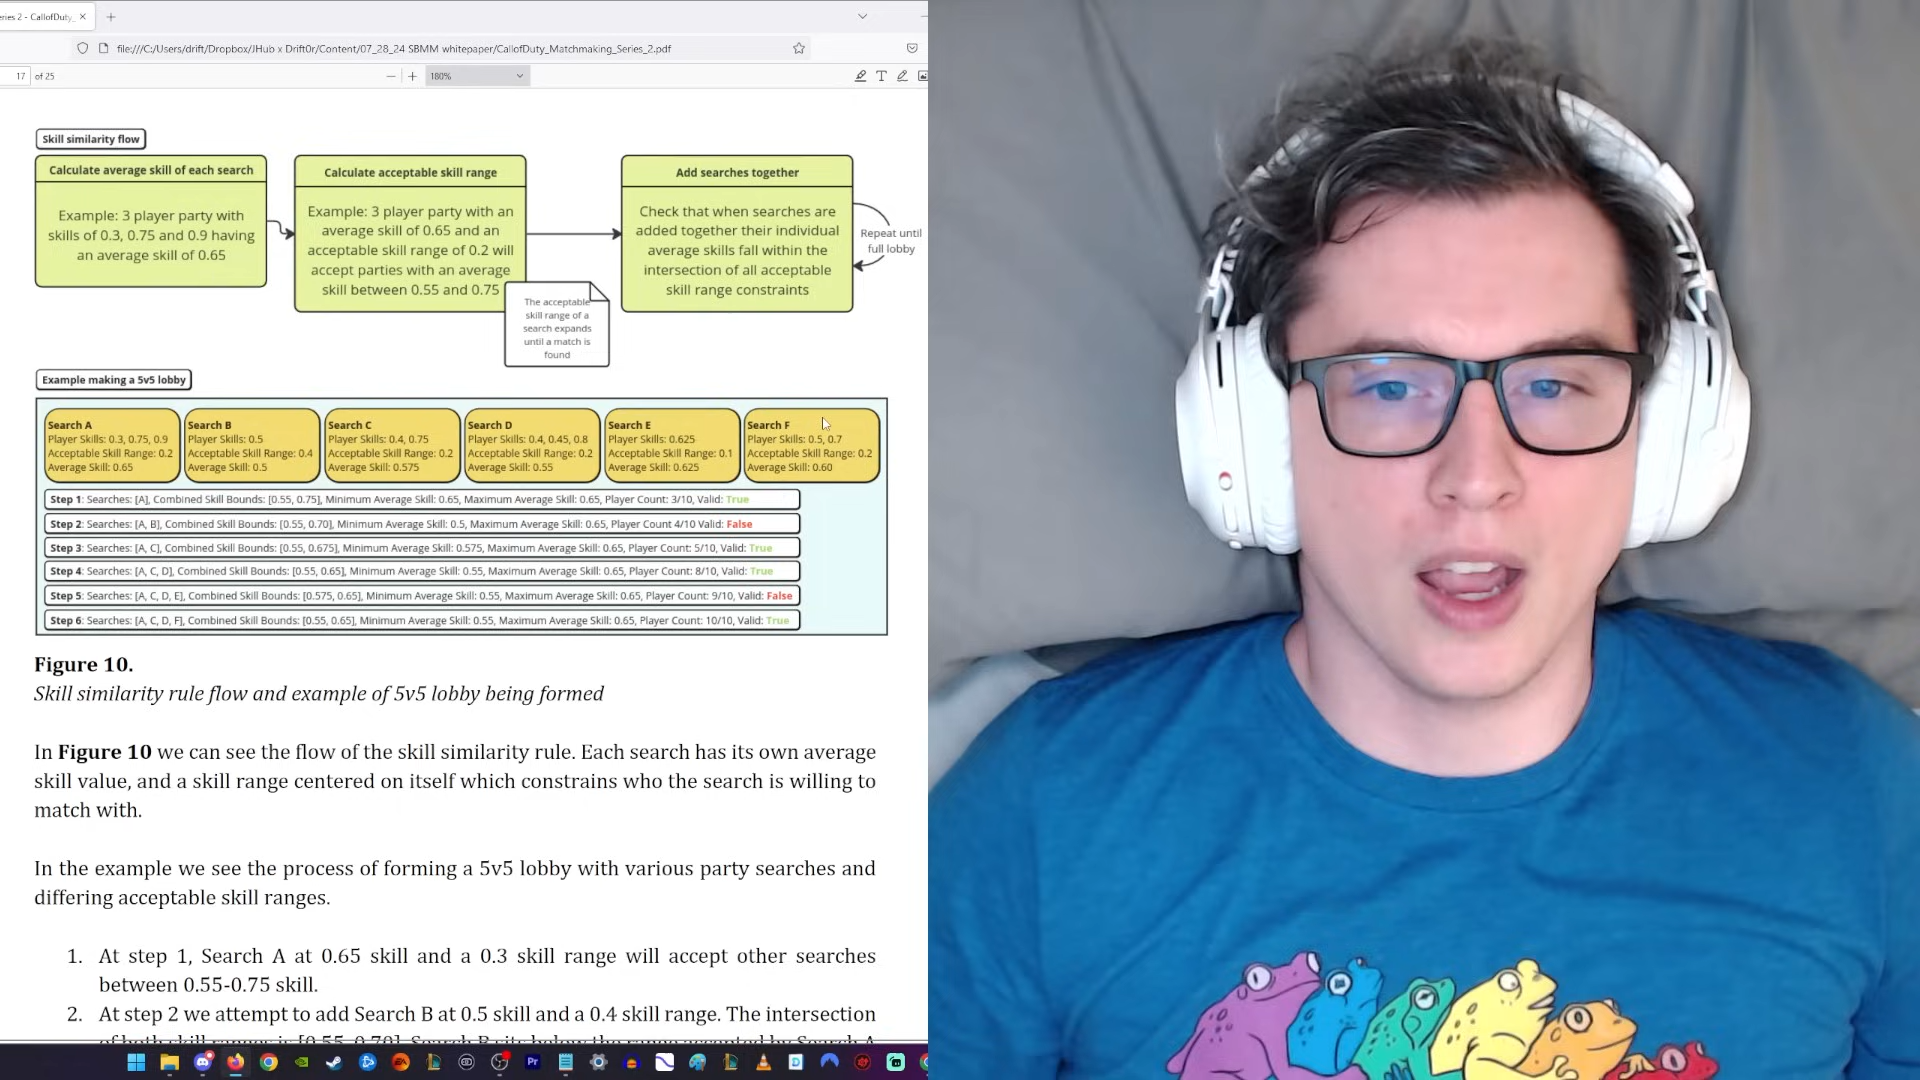 eries 2 - CallofDuty_
file:///C:/Users/drift/Dropbox/JHub x Drift0r/Content/07_28_24 SBMM whitepaper/CallofDuty_Matchmaking_Series_2.pdf
17 of 25
180%
Skill similarity flow
Calculate average skill of each search
Example: 3 player party with
skills of 0.3, 0.75 and 0.9 having
an average skill of 0.65
Calculate acceptable skill range
Example: 3 player party with an
average skill of 0.65 and an
acceptable skill range of 0.2 will
accept parties with an average
skill between 0.55 and 0.75
The acceptable
skill range of a
search expands
until a match is
found
Add searches together
Check that when searches are
added together their individual
average skills fall within the
intersection of all acceptable
skill range constraints
Repeat until
full lobby
Example making a 5v5 lobby
Search A
Player Skills: 0.3, 0.75, 0.9
Acceptable Skill Range: 0.2
Average Skill: 0.65
Search B
Player Skills: 0.5
Acceptable Skill Range: 0.4
Average Skill: 0.5
Search C
Player Skills: 0.4, 0.75
Acceptable Skill Range: 0.2
Average Skill: 0.575
Search D
Player Skills: 0.4, 0.45, 0.8
Acceptable Skill Range: 0.2
Average Skill: 0.55
Search E
Player Skills: 0.625
Acceptable Skill Range: 0.1
Average Skill: 0.625
Search F
Player Skills: 0.5, 0.7
Acceptable Skill Range: 0.2
Average Skill: 0.60
Step 1: Searches: [A], Combined Skill Bounds: [0.55, 0.75], Minimum Average Skill: 0.65, Maximum Average Skill: 0.65, Player Count: 3/10, Valid: True
Step 2: Searches: [A, B], Combined Skill Bounds: [0.55, 0.70], Minimum Average Skill: 0.5, Maximum Average Skill: 0.65, Player Count 4/10 Valid: False
Step 3: Searches: [A, C], Combined Skill Bounds: [0.55, 0.675], Minimum Average Skill: 0.575, Maximum Average Skill: 0.65, Player Count: 5/10, Valid: True
Step 4: Searches: [A, C, D], Combined Skill Bounds: [0.55, 0.65], Minimum Average Skill: 0.55, Maximum Average Skill: 0.65, Player Count: 8/10, Valid: True
Step 5: Searches: [A, C, D, E], Combined Skill Bounds: [0.575, 0.65], Minimum Average Skill: 0.55, Maximum Average Skill: 0.65, Player Count: 9/10, Valid: False
Step 6: Searches: [A, C, D, F], Combined Skill Bounds: [0.55, 0.65], Minimum Average Skill: 0.55, Maximum Average Skill: 0.65, Player Count: 10/10, Valid: True
Figure 10.
Skill similarity rule flow and example of 5v5 lobby being formed
In Figure 10 we can see the flow of the skill similarity rule. Each search has its own average
skill value, and a skill range centered on itself which constrains who the search is willing to
match with.
In the example we see the process of forming a 5v5 lobby with various party searches and
differing acceptable skill ranges.
1. At step 1, Search A at 0.65 skill and a 0.3 skill range will accept other searches
between 0.55-0.75 skill.
2. At step 2 we attempt to add Search B at 0.5 skill and a 0.4 skill range. The intersection
of both skill ranges is [0.55, 0.70]. Search B sits below the range accepted by Search A